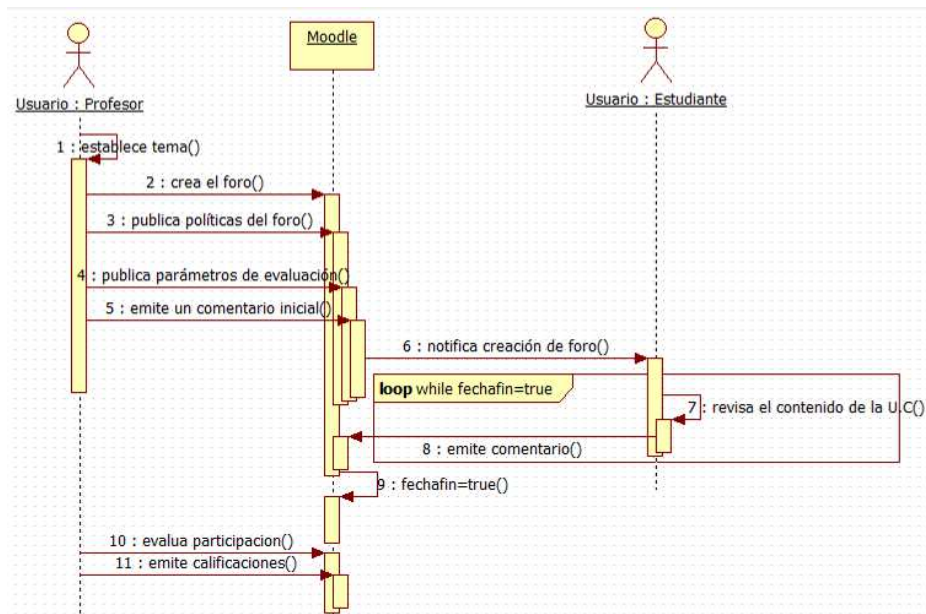 Moodle
Usuario : Profesor
Usuario : Estudiante
1 : establece tema()
2 : crea el foro()
3 : publica políticas del foro()
4 : publica parámetros de evaluación()
5 : emite un comentario inicial()
6 : notifica creación de foro()
loop while fechafin=true
7 : revisa el contenido de la U.C()
8 : emite comentario()
9 : fechafin=true()
10 : evalua participacion()
11 : emite calificaciones()